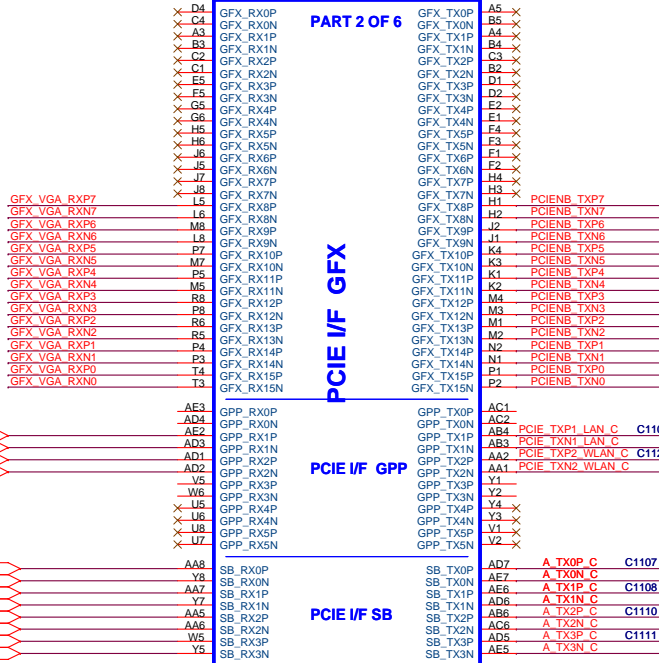 D4 GFX_RX0P PART 2 OF 6 GFX_TX0P A5
C4 GFX_RX0N GFX_TX0N B5
A3 GFX_RX1P GFX_TX1P A4
B3 GFX_RX1N GFX_TX1N B4
C2 GFX_RX2P GFX_TX2P C3
C1 GFX_RX2N GFX_TX2N B2
E5 GFX_RX3P GFX_TX3P D1
F5 GFX_RX3N GFX_TX3N D2
G5 GFX_RX4P GFX_TX4P E2
G6 GFX_RX4N GFX_TX4N E1
H5 GFX_RX5P GFX_TX5P F4
H6 GFX_RX5N GFX_TX5N F3
J6 GFX_RX6P GFX_TX6P F1
J5 GFX_RX6N GFX_TX6N F2
J7 GFX_RX7P GFX_TX7P H4
J8 GFX_RX7N GFX_TX7N H3
GFX_VGA_RXP7 L5 GFX_RX8P GFX_TX8P H1 PCIENB_TXP7
GFX_VGA_RXN7 L6 GFX_RX8N GFX_TX8N H2 PCIENB_TXN7
GFX_VGA_RXP6 M8 GFX_RX9P GFX_TX9P J2 PCIENB_TXP6
GFX_VGA_RXN6 L8 GFX_RX9N GFX_TX9N J1 PCIENB_TXN6
GFX_VGA_RXP5 P7 GFX_RX10P GFX_TX10P K4 PCIENB_TXP5
GFX_VGA_RXN5 M7 GFX_RX10N GFX_TX10N K3 PCIENB_TXN5
GFX_VGA_RXP4 P5 GFX_RX11P GFX_TX11P K1 PCIENB_TXP4
GFX_VGA_RXN4 M5 GFX_RX11N GFX_TX11N K2 PCIENB_TXN4
GFX_VGA_RXP3 R8 GFX_RX12P GFX_TX12P M4 PCIENB_TXP3
GFX_VGA_RXN3 P8 GFX_RX12N GFX_TX12N M3 PCIENB_TXN3
GFX_VGA_RXP2 R6 GFX_RX13P GFX_TX13P M1 PCIENB_TXP2
GFX_VGA_RXN2 R5 GFX_RX13N GFX_TX13N M2 PCIENB_TXN2
GFX_VGA_RXP1 P4 GFX_RX14P GFX_TX14P N2 PCIENB_TXP1
GFX_VGA_RXN1 P3 GFX_RX14N GFX_TX14N N1 PCIENB_TXN1
GFX_VGA_RXP0 T4 GFX_RX15P GFX_TX15P P1 PCIENB_TXP0
GFX_VGA_RXN0 T3 GFX_RX15N GFX_TX15N P2 PCIENB_TXN0
PCIE I/F GFX
AE3 GPP_RX0P GPP_TX0P AC1
AD4 GPP_RX0N GPP_TX0N AC2
AE2 GPP_RX1P GPP_TX1P AB4 PCIE_TXP1_LAN_C
AD3 GPP_RX1N GPP_TX1N AB3 PCIE_TXN1_LAN_C
AD1 GPP_RX2P GPP_TX2P AA2 PCIE_TXP2_WLAN_C
AD2 GPP_RX2N PCIE I/F GPP GPP_TX2N AA1 PCIE_TXN2_WLAN_C
V5 GPP_RX3P GPP_TX3P Y1
W6 GPP_RX3N GPP_TX3N Y2
U5 GPP_RX4P GPP_TX4P Y4
U6 GPP_RX4N GPP_TX4N Y3
U8 GPP_RX5P GPP_TX5P V1
U7 GPP_RX5N GPP_TX5N V2
AA8 SB_RX0P SB_TX0P AD7 A_TX0P_C C1107
Y8 SB_RX0N SB_TX0N AE7 A_TX0N_C
AA7 SB_RX1P SB_TX1P AE6 A_TX1P_C C1108
Y7 SB_RX1N SB_TX1N AD6 A_TX1N_C
AA5 SB_RX2P PCIE I/F SB SB_TX2P AB6 A_TX2P_C C1110
AA6 SB_RX2N SB_TX2N AC6 A_TX2N_C
W5 SB_RX3P SB_TX3P AD5 A_TX3P_C C1111
Y5 SB_RX3N SB_TX3N AE5 A_TX3N_C